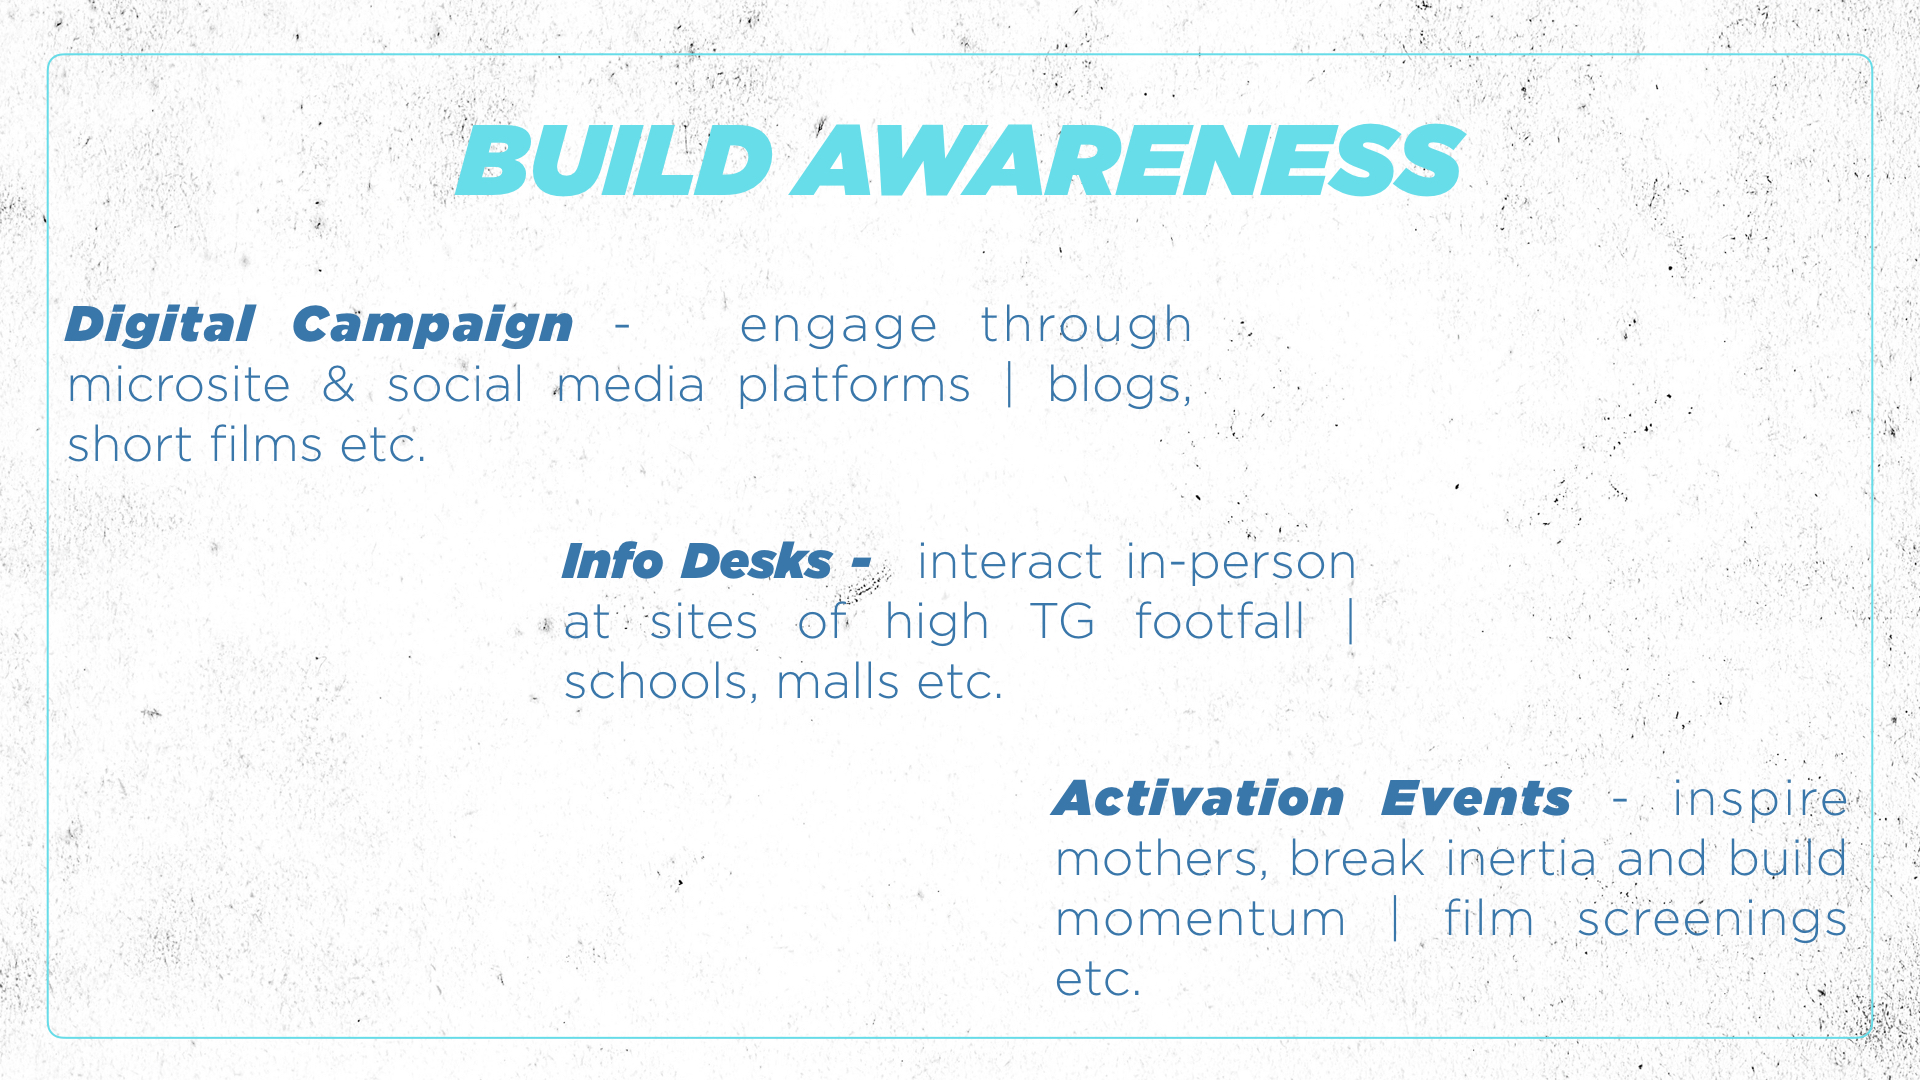 BUILD AWARENESS
Digital Campaign - engage through
microsite & social media platforms | blogs,
short films etc.
Info Desks - interact in-person
at sites of high TG footfall |
schools, malls etc.
Activation Events - inspire
mothers, break inertia and build
momentum | film screenings
etc.